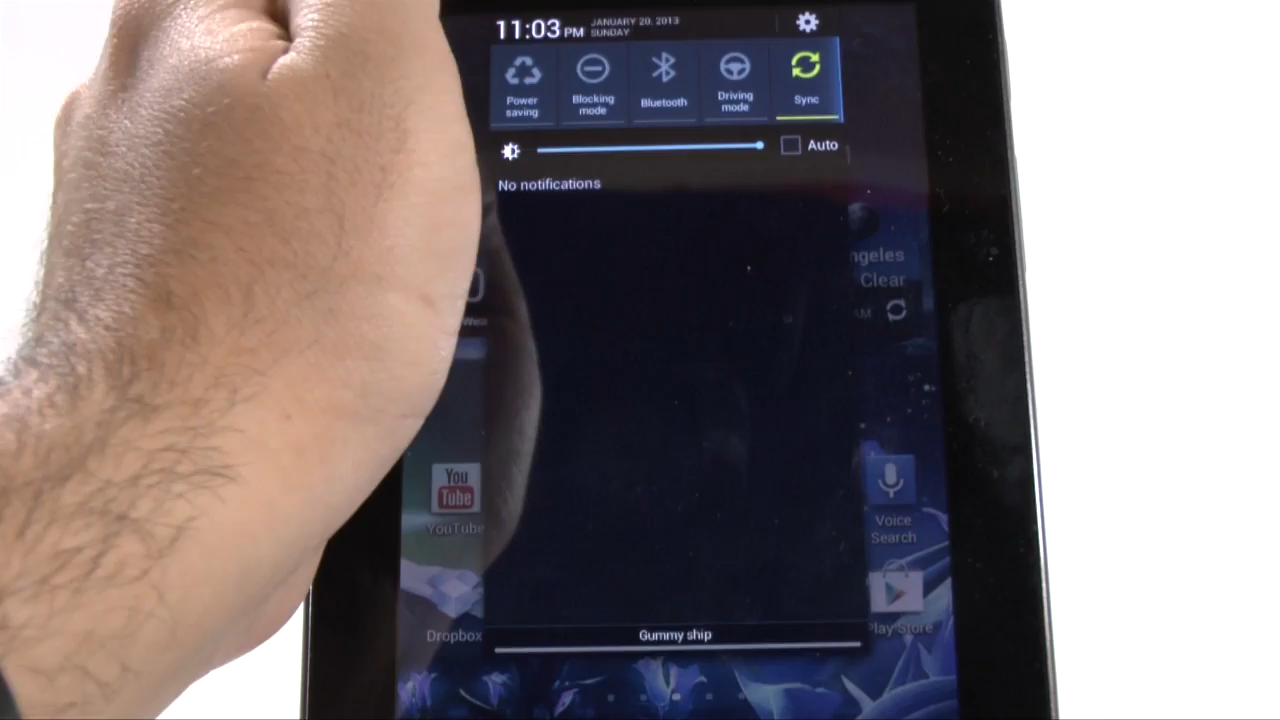 11:03 PM
JANUARY 20, 2013
SUNDAY
Power saving
Blocking mode
Bluetooth
Driving mode
Sync
Auto
No notifications
ngeles
Clear
AM
You
Tube
YouTube
Voice
Search
Dropbox
Play Store
Gummy ship